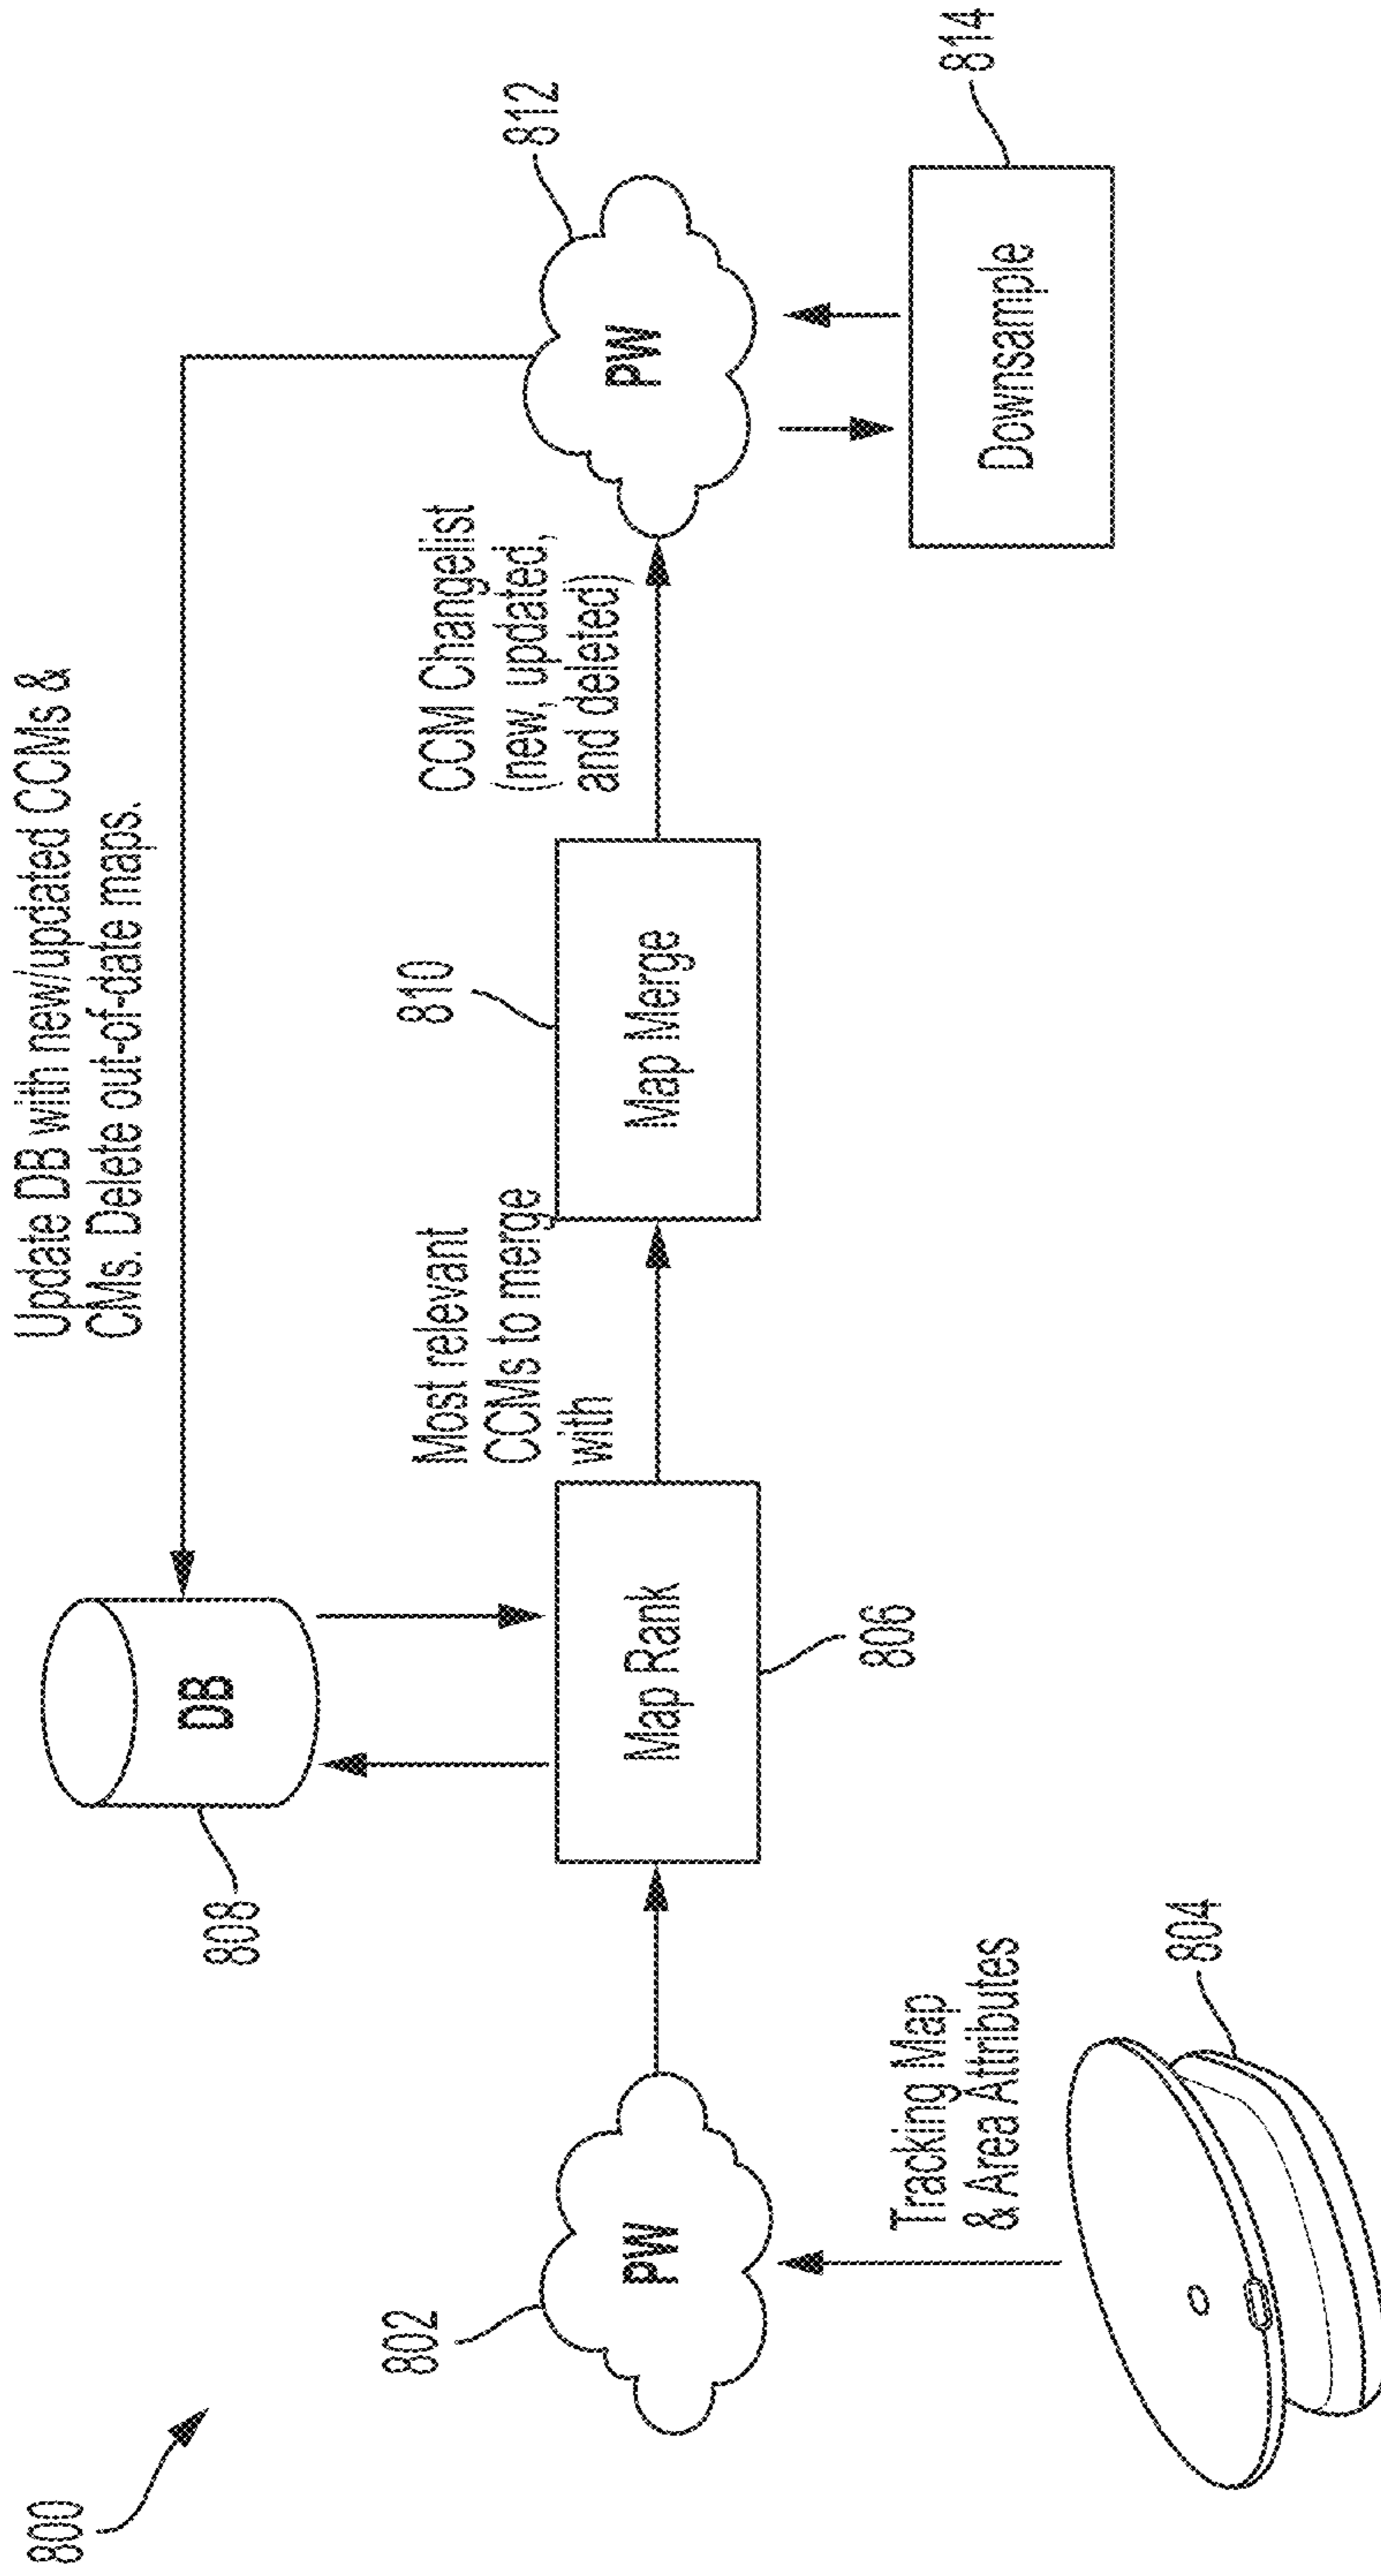 800
Update DB with new/updated CCMs &
CMs. Delete out-of-date maps.
808
DB
802
PW
Map Rank
806
Most relevant
CCMs to merge
with
810
Map Merge
CCM Changelist
(new, updated,
and deleted)
812
PW
Tracking Map
& Area Attributes
804
Downsample
814